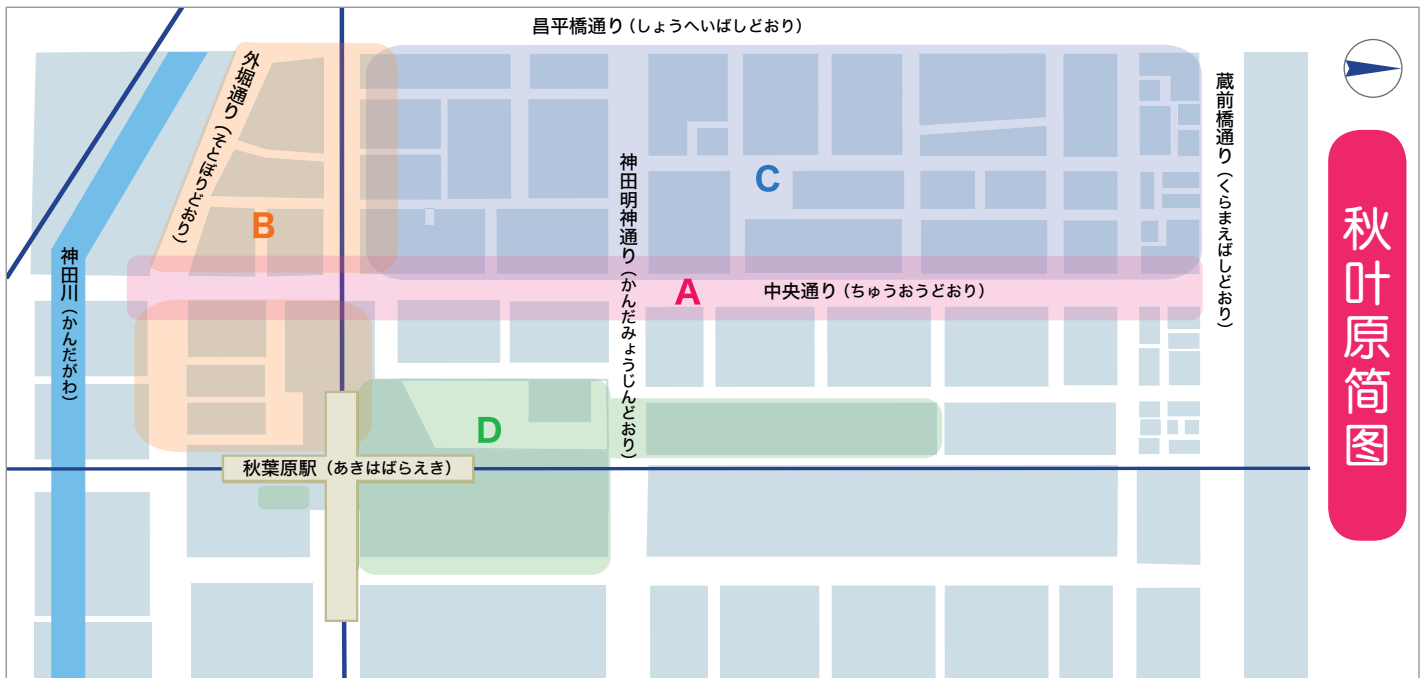 昌平橋通り(しょうへいばしどおり)
外堀通り(そとぼりどおり)
蔵前橋通り(くらまえばしどおり)
神田明神通り(かんだみょうじんどおり)
C
B
神田川(かんだがわ)
A
中央通り(ちゅうおうどおり)
D
秋葉原駅(あきはばらえき)
秋叶原简图